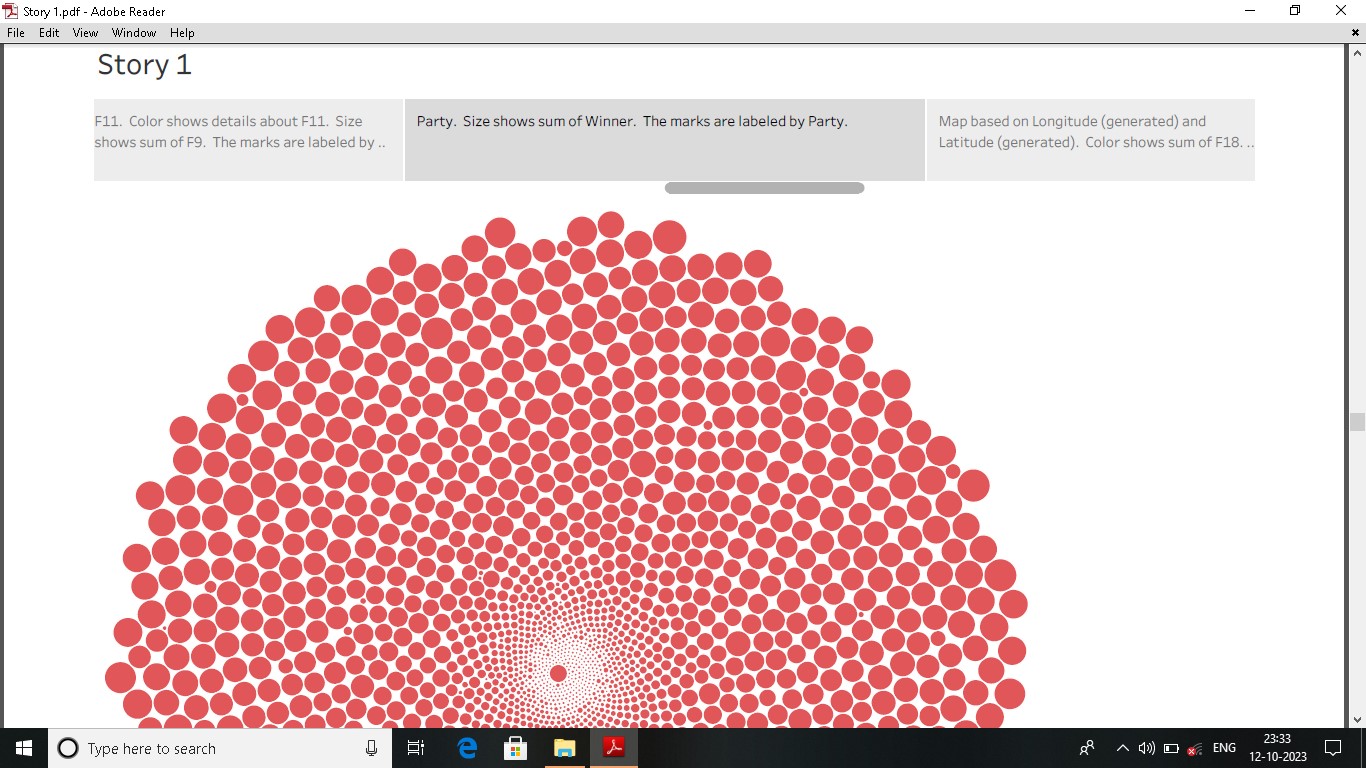 Story 1.pdf - Adobe Reader
File Edit View Window Help
Story 1
F11. Color shows details about F11. Size
shows sum of F9. The marks are labeled by ..
Party. Size shows sum of Winner. The marks are labeled by Party.
Map based on Longitude (generated) and
Latitude (generated). Color shows sum of F18. ..
Type here to search
ENG
23:33
12-10-2023